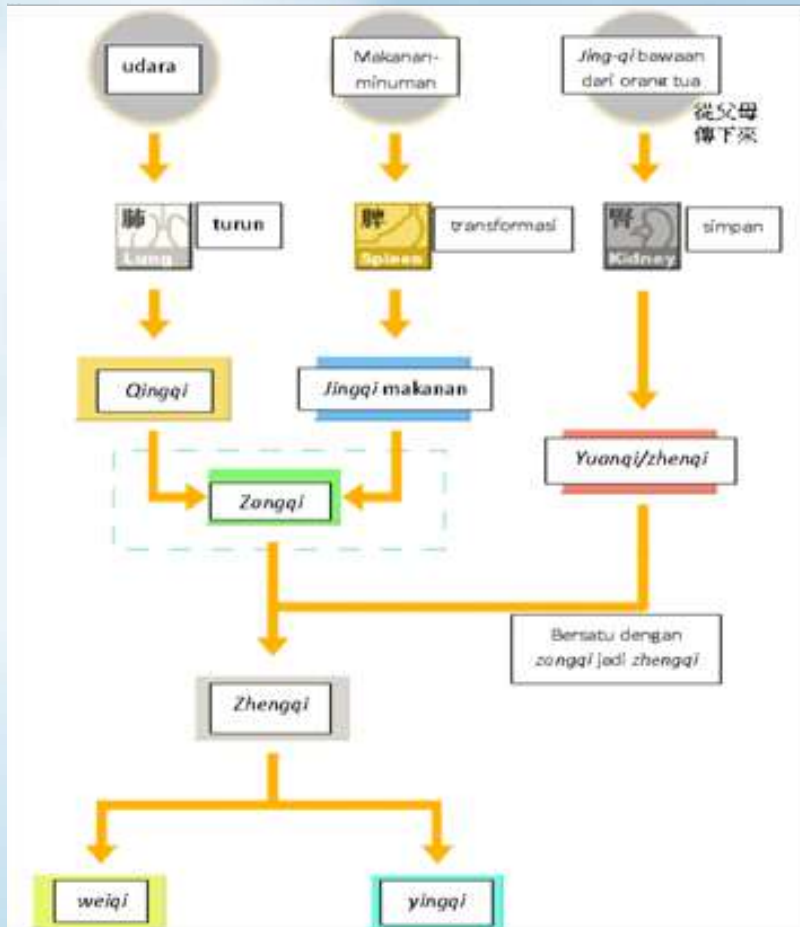 udara
Makanan-
minuman
Jing-qi bawaan
dari orang tua
從父母
傳下來
肺
Lung
turun
脾
Spleen
transformasi
腎
Kidney
simpan
Qingqi
Jingqi makanan
Yuanqi/zhenqi
Zongqi
Bersatu dengan
zongqi jadi zhengqi
Zhengqi
weiqi
yingqi